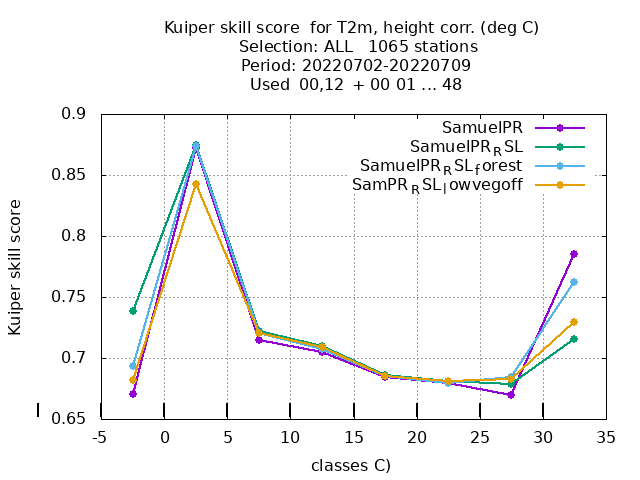 Kuiper skill score  for T2m, height corr. (deg C)
Selection: ALL   1065 stations
Period: 20220702-20220709
Used  00,12  + 00 01 ... 48
0.9
0.85
0.8
0.75
0.7
0.65
Kuiper skill score
SamuelPR
SamuelPR_RSL
SamuelPR_RSL_forest
SamPR_RSL_lowvegoff
-5 0 5 10 15 20 25 30 35
classes C)